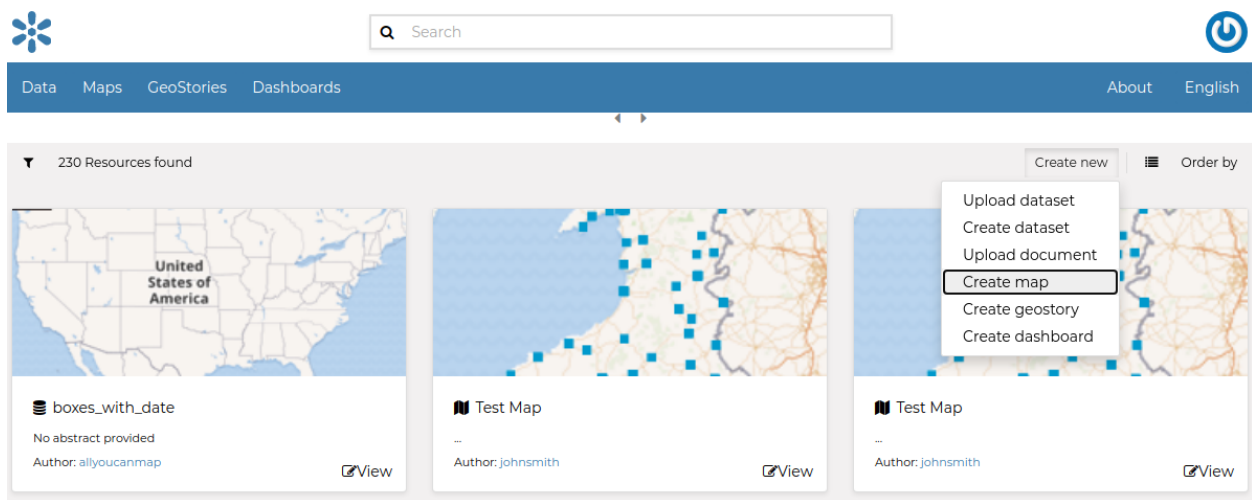 Search
Data Maps GeoStories Dashboards About English
230 Resources found Create new Order by
Upload dataset
Create dataset
Upload document
Create map
Create geostory
Create dashboard
United
States of
America
boxes_with_date
No abstract provided
Author: allyoucanmap
View
Test Map
...
Author: johnsmith
View
Test Map
...
Author: johnsmith
View